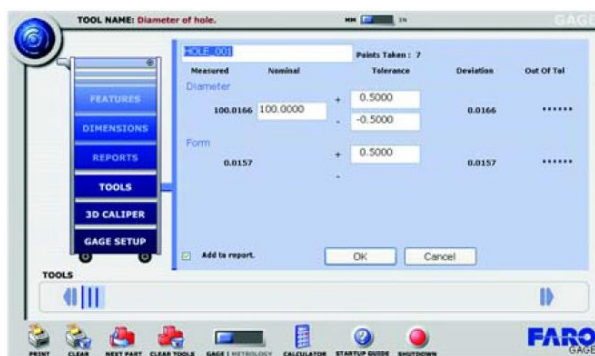 TOOL NAME: Diameter of hole.
MM IN
GAGE
HOLE_001
Points Taken : 7
Measured Nominal Tolerance Deviation Out Of Tol
Diameter
100.0166 100.0000 + 0.5000 0.0166 ******
- -0.5000
Form
0.0157 + 0.5000 0.0157 ******
-
FEATURES
DIMENSIONS
REPORTS
TOOLS
3D CALIPER
GAGE SETUP
Add to report.
OK Cancel
TOOLS
PRINT CLEAR NEXT PART CLEAR TOOLS GAGE | METROLOGY CALCULATOR STARTUP GUIDE SHUTDOWN
FARO
GAGE